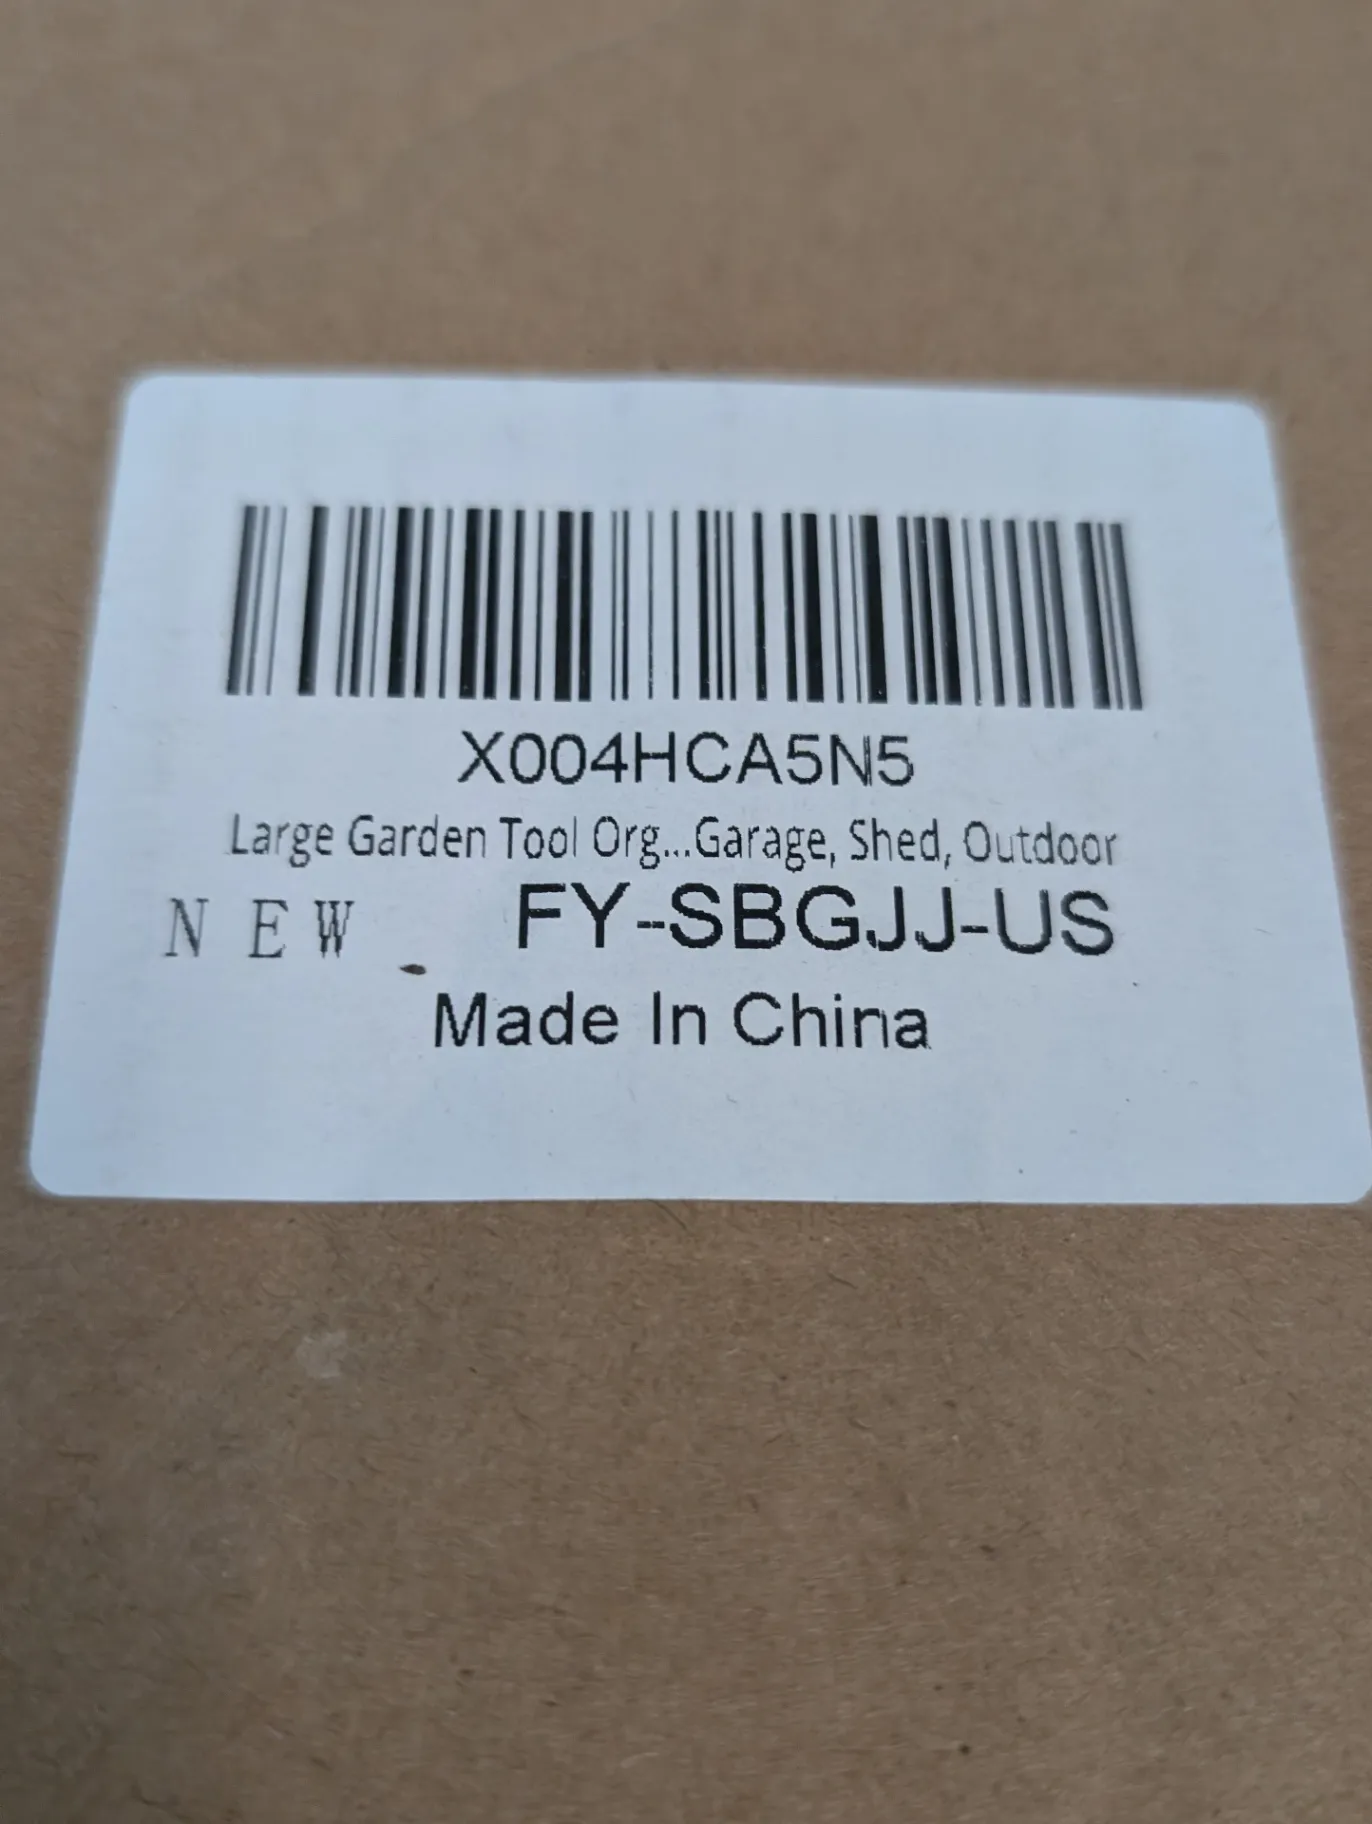 X004HCA5N5
Large Garden Tool Org...Garage, Shed, Outdoor
NEW FY-SBGJJ-US
Made In China